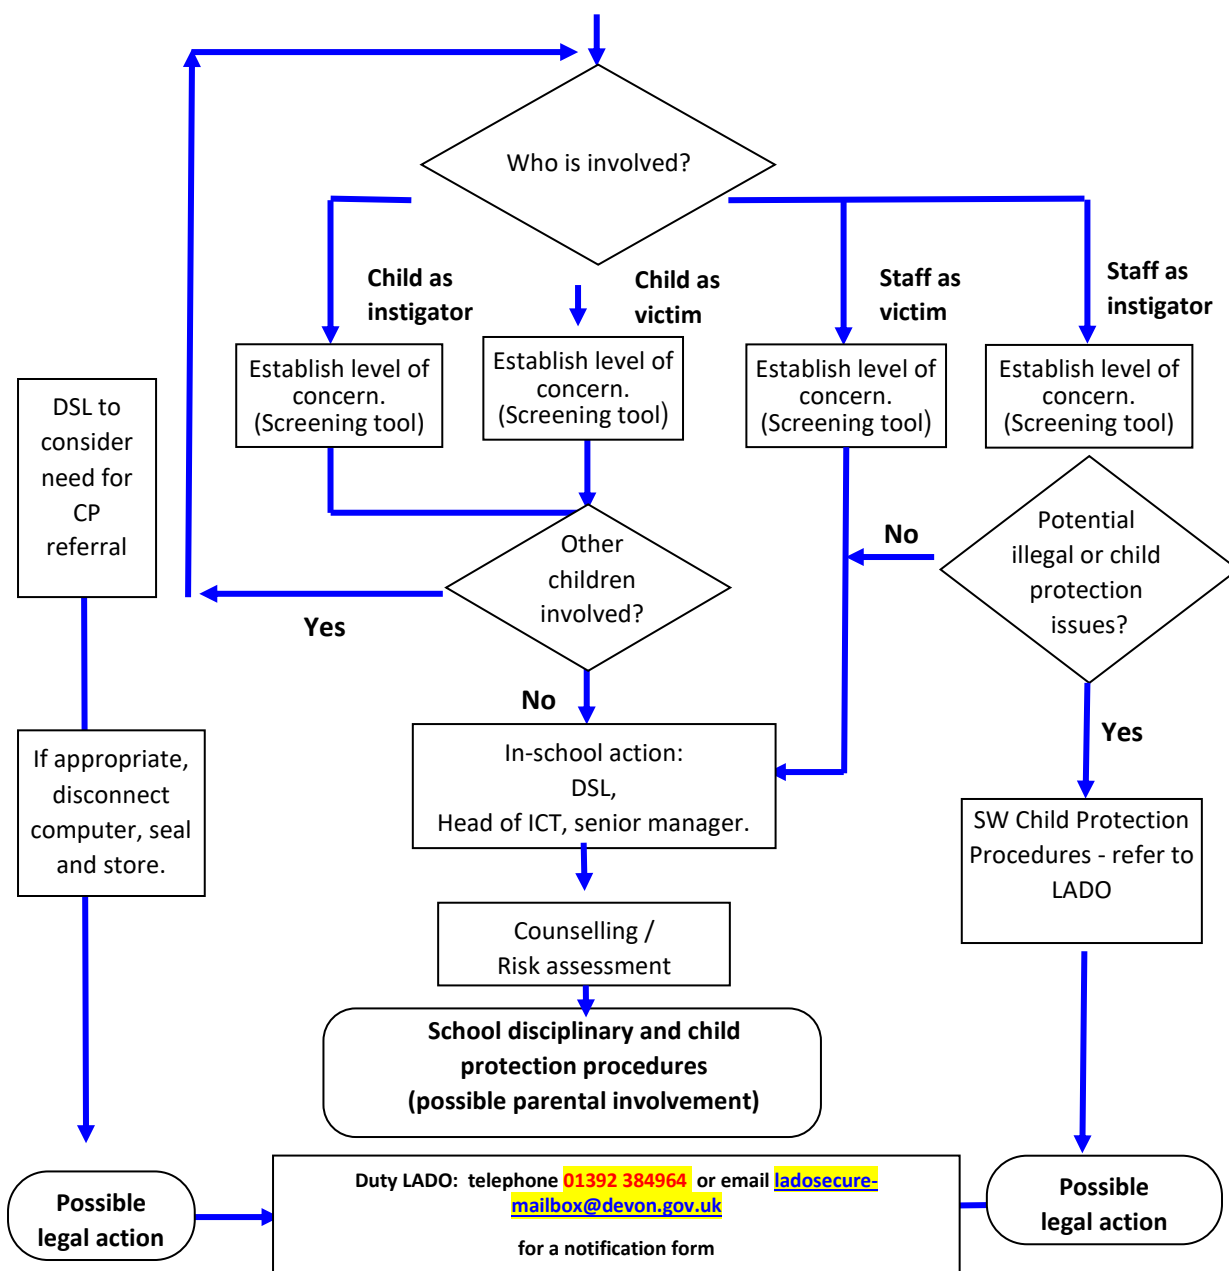 Who is involved?
Child as
instigator
Child as
victim
Staff as
victim
Staff as
instigator
Establish level of
concern.
(Screening tool)
Establish level of
concern.
(Screening tool)
Establish level of
concern.
(Screening tool)
Establish level of
concern.
(Screening tool)
DSL to
consider
need for
CP
referral
Other
children
involved?
No
Potential
illegal or child
protection
issues?
Yes
No
Yes
If appropriate,
disconnect
computer, seal
and store.
In-school action:
DSL,
Head of ICT, senior manager.
SW Child Protection
Procedures - refer to
LADO
Counselling /
Risk assessment
School disciplinary and child
protection procedures
(possible parental involvement)
Possible
legal action
Duty LADO: telephone 01392 384964 or email ladosecure-
mailbox@devon.gov.uk
for a notification form
Possible
legal action